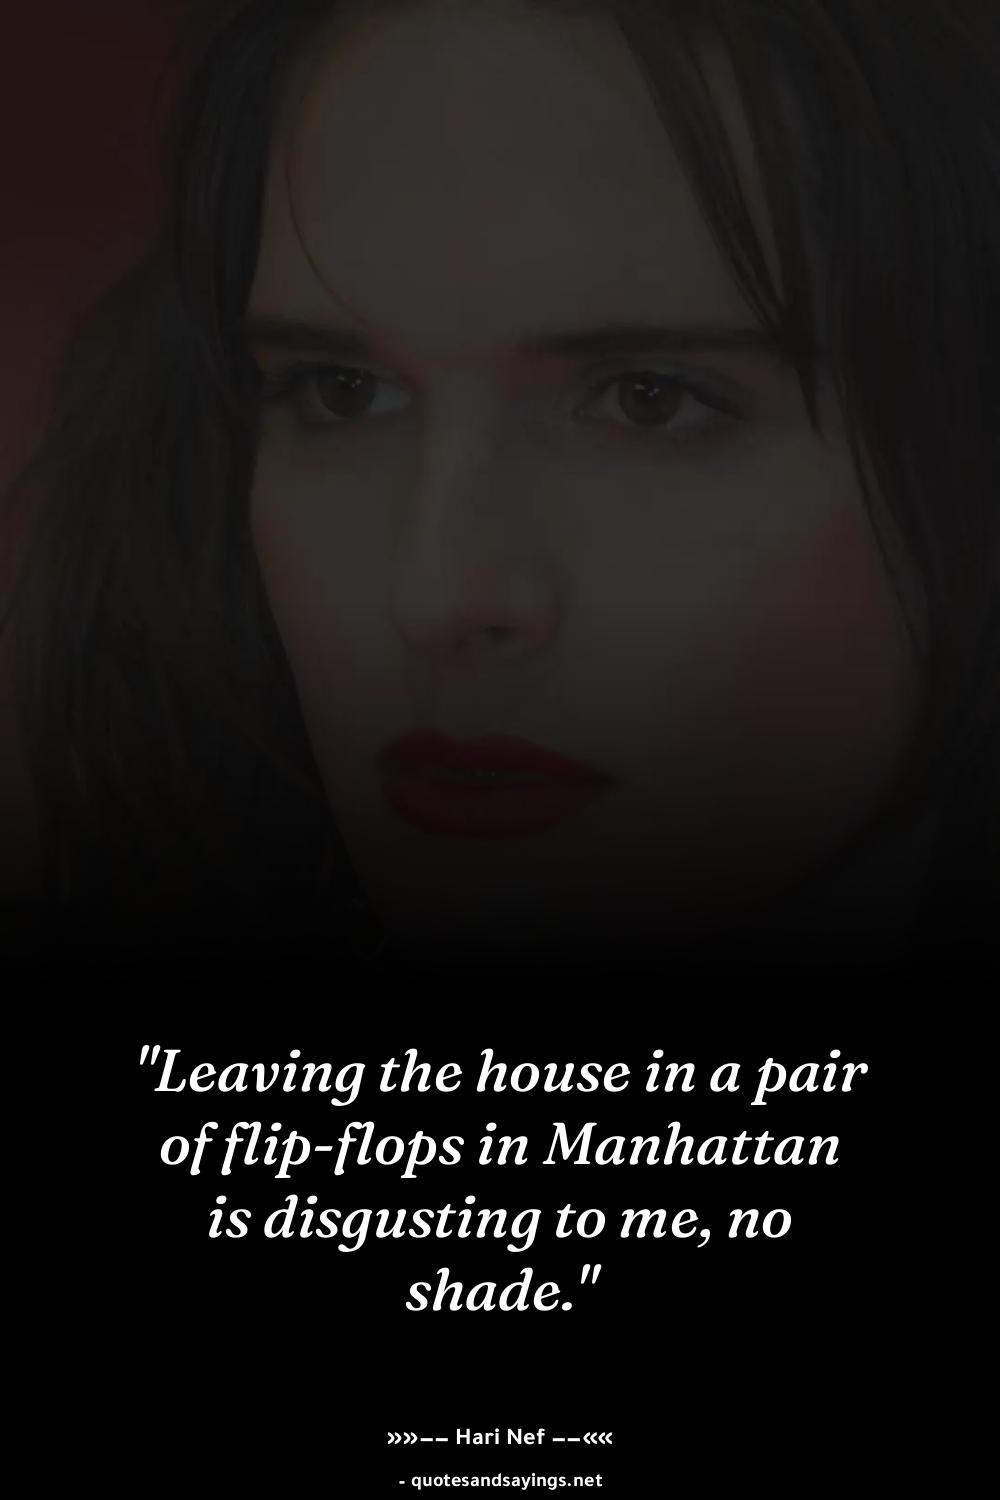 "Leaving the house in a pair
of flip-flops in Manhattan
is disgusting to me, no
shade."
»»–– Hari Nef ––««
- quotesandsayings.net